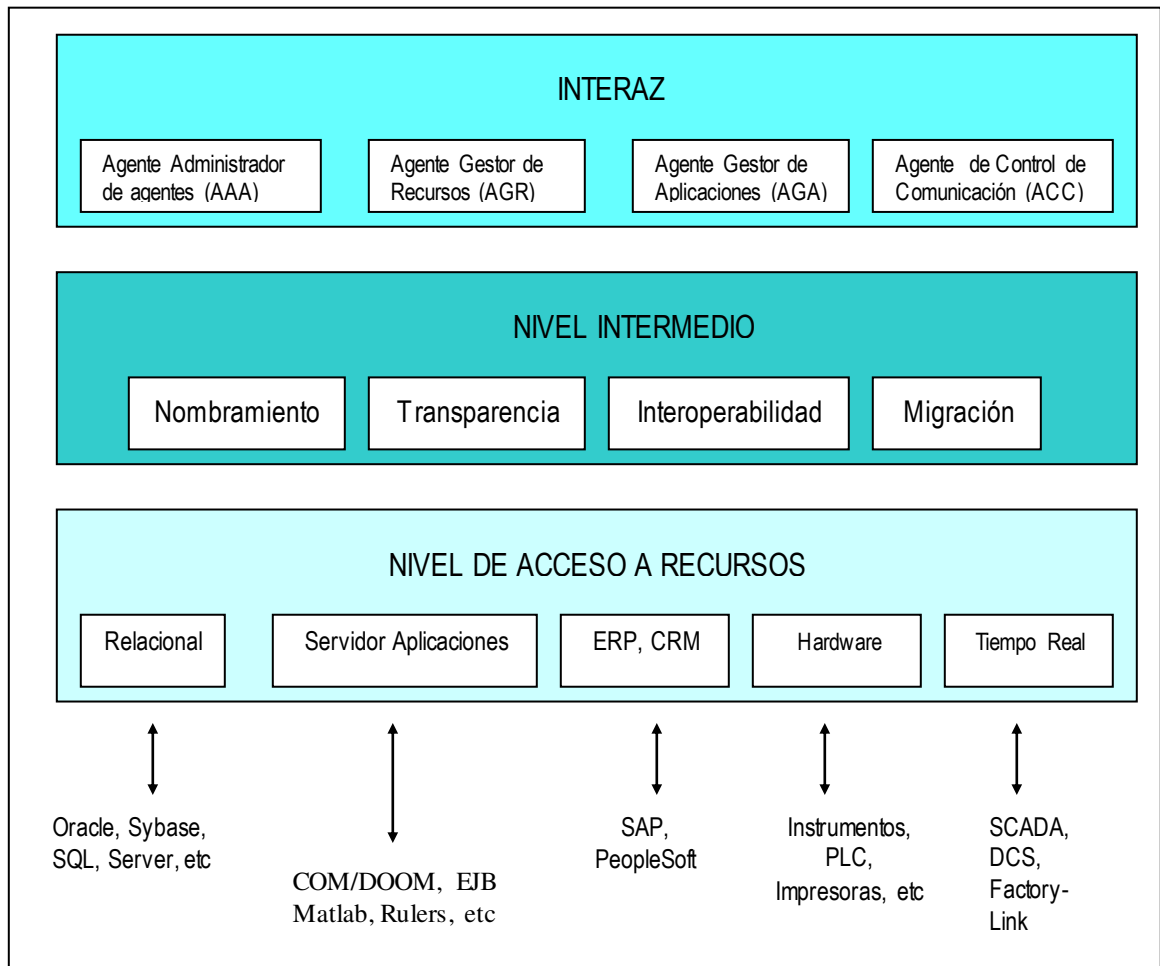 INTERAZ
Agente Administrador
de agentes (AAA)
Agente Gestor de
Recursos (AGR)
Agente Gestor de
Aplicaciones (AGA)
Agente de Control de
Comunicación (ACC)
NIVEL INTERMEDIO
Nombramiento
Transparencia
Interoperabilidad
Migración
NIVEL DE ACCESO A RECURSOS
Relacional
Servidor Aplicaciones
ERP, CRM
Hardware
Tiempo Real
Oracle, Sybase,
SQL, Server, etc
COM/DOOM, EJB
Matlab, Rulers, etc
SAP,
PeopleSoft
Instrumentos,
PLC,
Impresoras, etc
SCADA,
DCS,
Factory-
Link